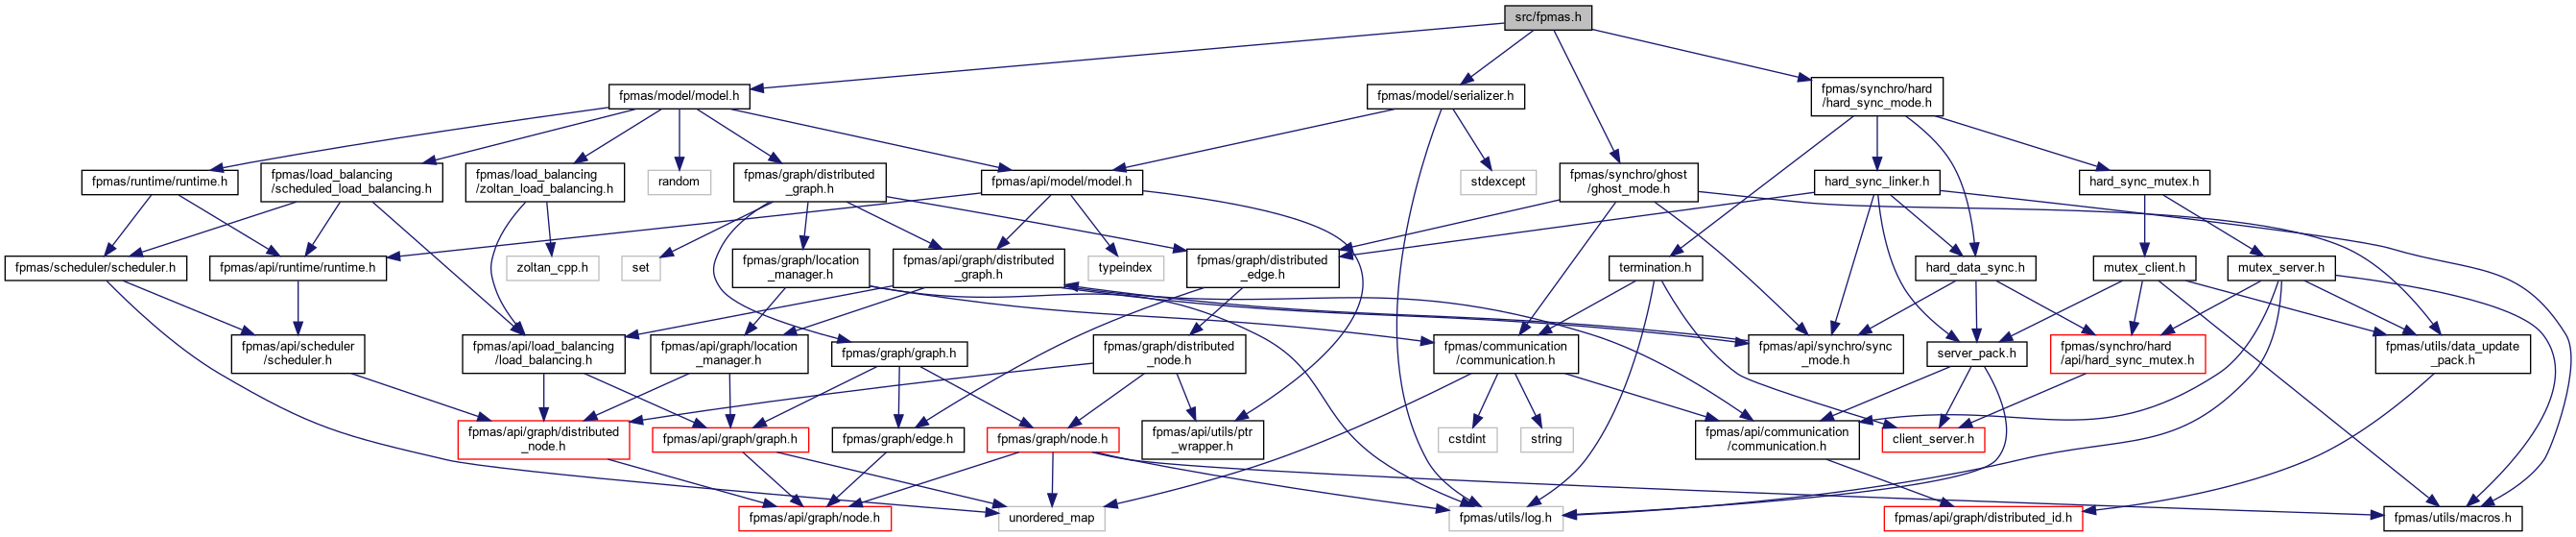 src/fpmas.h
fpmas/model/model.h
fpmas/model/serializer.h
fpmas/synchro/hard
/hard_sync_mode.h
fpmas/runtime/runtime.h
fpmas/load_balancing
/scheduled_load_balancing.h
fpmas/load_balancing
/zoltan_load_balancing.h
random
fpmas/graph/distributed
_graph.h
fpmas/api/model/model.h
stdexcept
fpmas/synchro/ghost
/ghost_mode.h
hard_sync_linker.h
hard_sync_mutex.h
fpmas/scheduler/scheduler.h
fpmas/api/runtime/runtime.h
zoltan_cpp.h
set
fpmas/graph/location
_manager.h
fpmas/api/graph/distributed
_graph.h
typeindex
fpmas/graph/distributed
_edge.h
termination.h
hard_data_sync.h
mutex_client.h
mutex_server.h
fpmas/api/scheduler
/scheduler.h
fpmas/api/load_balancing
/load_balancing.h
fpmas/api/graph/location
_manager.h
fpmas/graph/graph.h
fpmas/graph/distributed
_node.h
fpmas/communication
/communication.h
fpmas/api/synchro/sync
_mode.h
server_pack.h
fpmas/synchro/hard
/api/hard_sync_mutex.h
fpmas/utils/data_update
_pack.h
fpmas/api/graph/distributed
_node.h
fpmas/api/graph/graph.h
fpmas/graph/edge.h
fpmas/graph/node.h
fpmas/api/utils/ptr
_wrapper.h
cstdint
string
fpmas/api/communication
/communication.h
client_server.h
fpmas/api/graph/node.h
unordered_map
fpmas/utils/log.h
fpmas/api/graph/distributed_id.h
fpmas/utils/macros.h